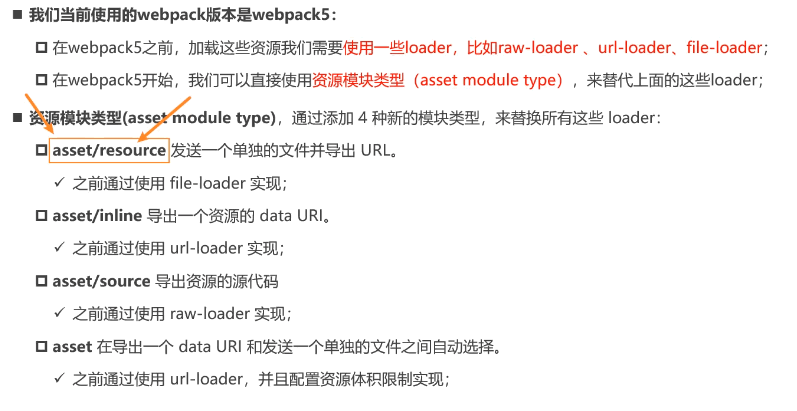 我们当前使用的webpack版本是webpack5：
在webpack5之前，加载这些资源我们需要使用一些loader，比如raw-loader 、url-loader、file-loader；
在webpack5开始，我们可以直接使用资源模块类型（asset module type），来替代上面的这些loader；
资源模块类型(asset module type)，通过添加 4 种新的模块类型，来替换所有这些 loader：
asset/resource 发送一个单独的文件并导出 URL。
✓ 之前通过使用 file-loader 实现；
asset/inline 导出一个资源的 data URI。
✓ 之前通过使用 url-loader 实现；
asset/source 导出资源的源代码
✓ 之前通过使用 raw-loader 实现；
asset 在导出一个 data URI 和发送一个单独的文件之间自动选择。
✓ 之前通过使用 url-loader，并且配置资源体积限制实现；